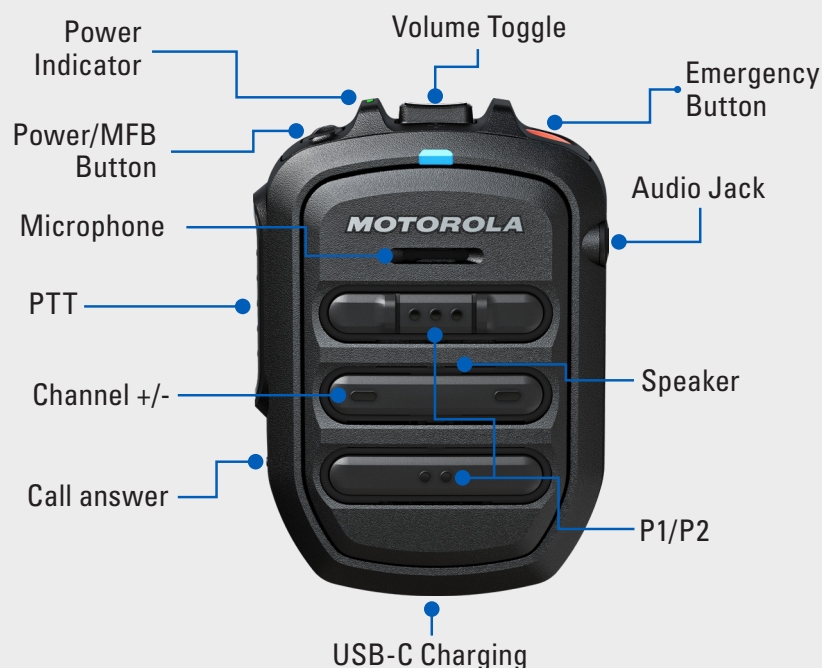 Power
Indicator
Volume Toggle
Emergency
Button
Power/MFB
Button
Audio Jack
Microphone
MOTOROLA
PTT
Channel +/-
Speaker
Call answer
P1/P2
USB-C Charging